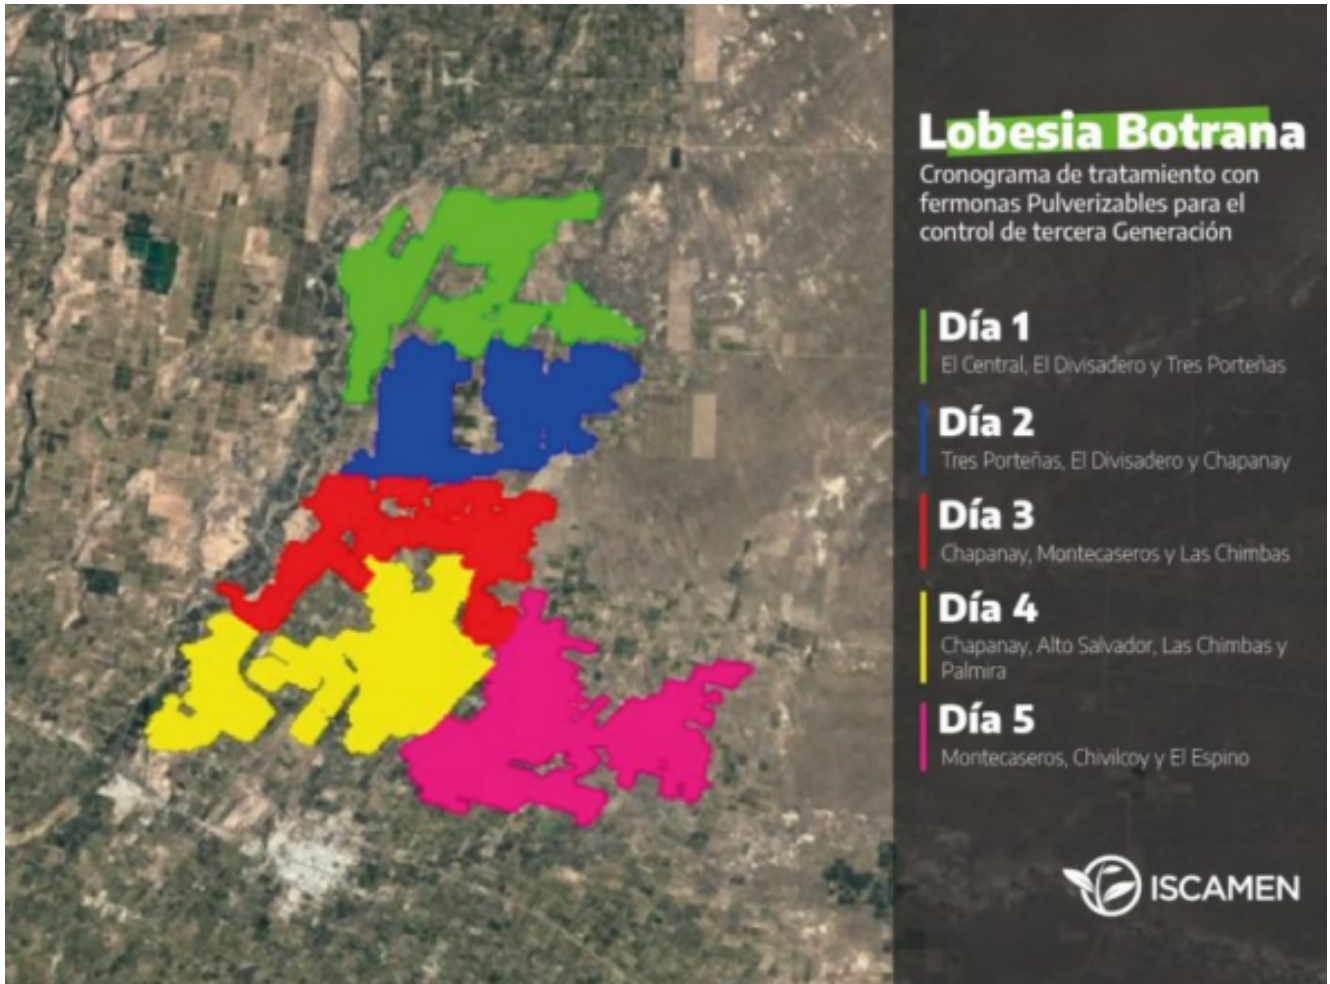 Lobesia Botrana
Cronograma de tratamiento con
fermonas Pulverizables para el
control de tercera Generación
Día 1
El Central, El Divisadero y Tres Porteñas
Día 2
Tres Porteñas, El Divisadero y Chapanay
Día 3
Chapanay, Montecaseros y Las Chimbas
Día 4
Chapanay, Alto Salvador, Las Chimbas y
Palmira
Día 5
Montecaseros, Chivilcoy y El Espino
ISCAMEN